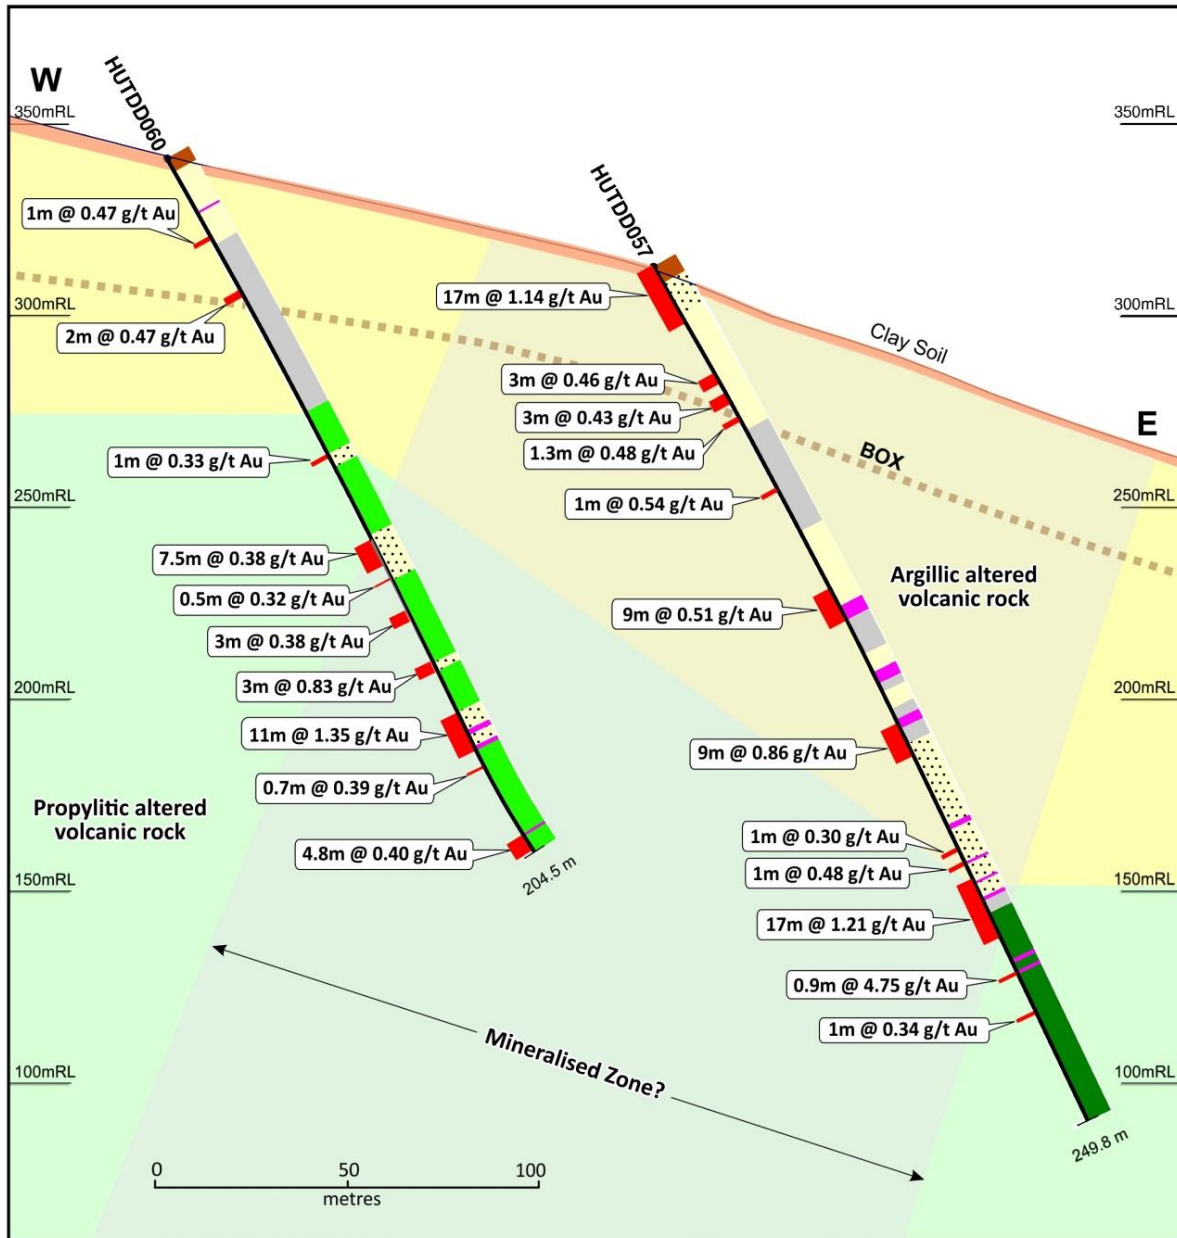 W
HUTDD060
350mRL
350mRL
1m @ 0.47 g/t Au
HUTDD057
17m @ 1.14 g/t Au
300mRL
300mRL
2m @ 0.47 g/t Au
Clay Soil
3m @ 0.46 g/t Au
3m @ 0.43 g/t Au
E
1.3m @ 0.48 g/t Au
BOX
1m @ 0.33 g/t Au
250mRL
250mRL
1m @ 0.54 g/t Au
7.5m @ 0.38 g/t Au
0.5m @ 0.32 g/t Au
Argillic altered
volcanic rock
9m @ 0.51 g/t Au
3m @ 0.38 g/t Au
3m @ 0.83 g/t Au
200mRL
200mRL
11m @ 1.35 g/t Au
9m @ 0.86 g/t Au
0.7m @ 0.39 g/t Au
Propylitic altered
volcanic rock
4.8m @ 0.40 g/t Au
204.5 m
1m @ 0.30 g/t Au
1m @ 0.48 g/t Au
150mRL
150mRL
17m @ 1.21 g/t Au
0.9m @ 4.75 g/t Au
1m @ 0.34 g/t Au
Mineralised Zone?
100mRL
100mRL
249.8 m
0 50 100
metres